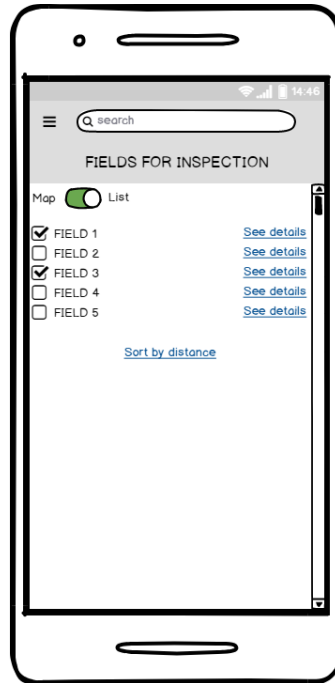 14:46
search
FIELDS FOR INSPECTION
Map List
FIELD 1 See details
FIELD 2 See details
FIELD 3 See details
FIELD 4 See details
FIELD 5 See details
Sort by distance